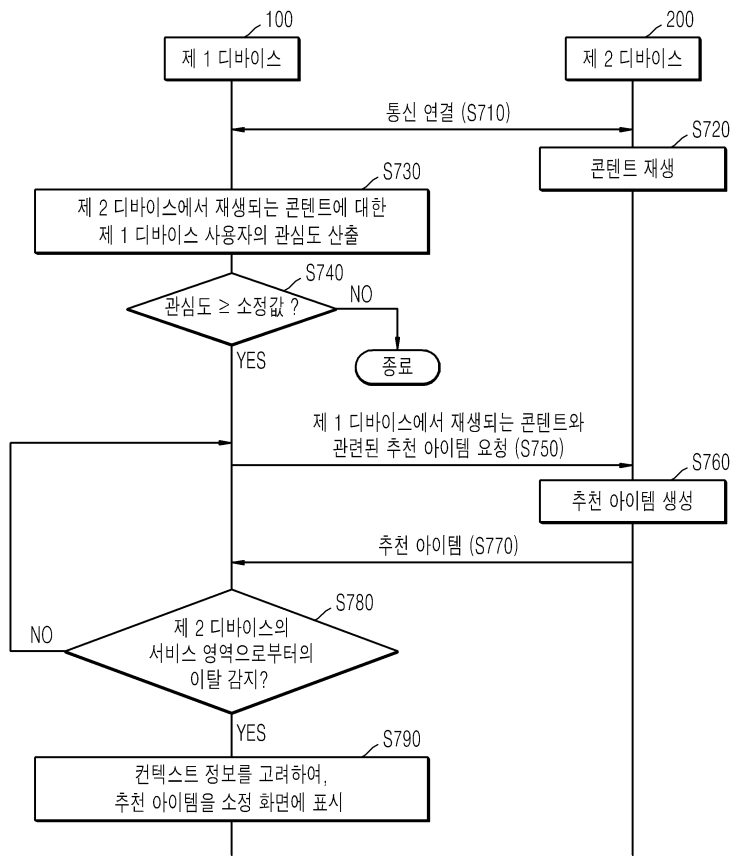 100
200
제 1 디바이스
제 2 디바이스
통신 연결 (S710)
S720
콘텐트 재생
S730
제 2 디바이스에서 재생되는 콘텐트에 대한
제 1 디바이스 사용자의 관심도 산출
S740
관심도 ≥ 소정값 ?
NO
YES
종료
제 1 디바이스에서 재생되는 콘텐트와
관련된 추천 아이템 요청 (S750)
S760
추천 아이템 생성
추천 아이템 (S770)
S780
제 2 디바이스의
서비스 영역으로부터의
이탈 감지?
NO
YES
S790
컨텍스트 정보를 고려하여,
추천 아이템을 소정 화면에 표시